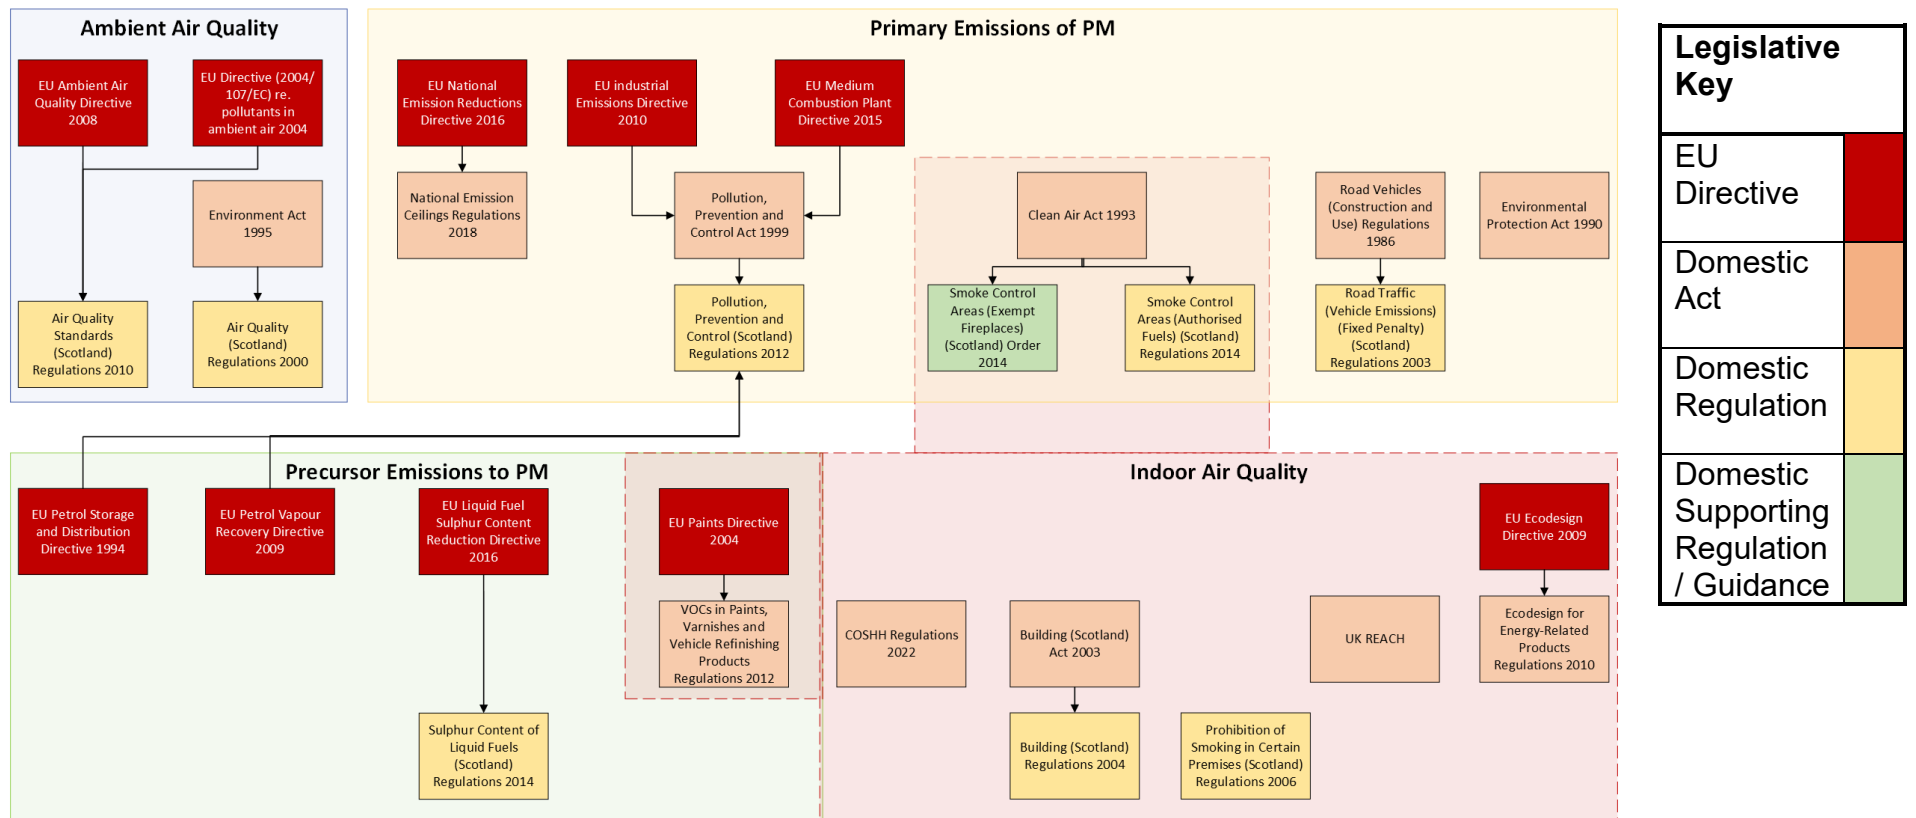 Ambient Air Quality
EU Ambient Air
Quality Directive
2008
EU Directive (2004/
107/EC) re.
pollutants in
ambient air 2004
Environment Act
1995
Air Quality
Standards
(Scotland)
Regulations 2010
Air Quality
(Scotland)
Regulations 2000
Primary Emissions of PM
EU National
Emission Reductions
Directive 2016
EU industrial
Emissions Directive
2010
EU Medium
Combustion Plant
Directive 2015
National Emission
Ceilings Regulations
2018
Pollution,
Prevention and
Control Act 1999
Clean Air Act 1993
Road Vehicles
(Construction and
Use) Regulations
1986
Environmental
Protection Act 1990
Pollution,
Prevention and
Control (Scotland)
Regulations 2012
Smoke Control
Areas (Exempt
Fireplaces)
(Scotland) Order
2014
Smoke Control
Areas (Authorised
Fuels) (Scotland)
Regulations 2014
Road Traffic
(Vehicle Emissions)
(Fixed Penalty)
(Scotland)
Regulations 2003
Precursor Emissions to PM
EU Petrol Storage
and Distribution
Directive 1994
EU Petrol Vapour
Recovery Directive
2009
EU Liquid Fuel
Sulphur Content
Reduction Directive
2016
EU Paints Directive
2004
VOCs in Paints,
Varnishes and
Vehicle Refinishing
Products
Regulations 2012
Sulphur Content of
Liquid Fuels
(Scotland)
Regulations 2014
Indoor Air Quality
EU Ecodesign
Directive 2009
COSHH Regulations
2022
Building (Scotland)
Act 2003
UK REACH
Ecodesign for
Energy-Related
Products
Regulations 2010
Building (Scotland)
Regulations 2004
Prohibition of
Smoking in Certain
Premises (Scotland)
Regulations 2006
Legislative
Key
EU
Directive
Domestic
Act
Domestic
Regulation
Domestic
Supporting
Regulation
/ Guidance